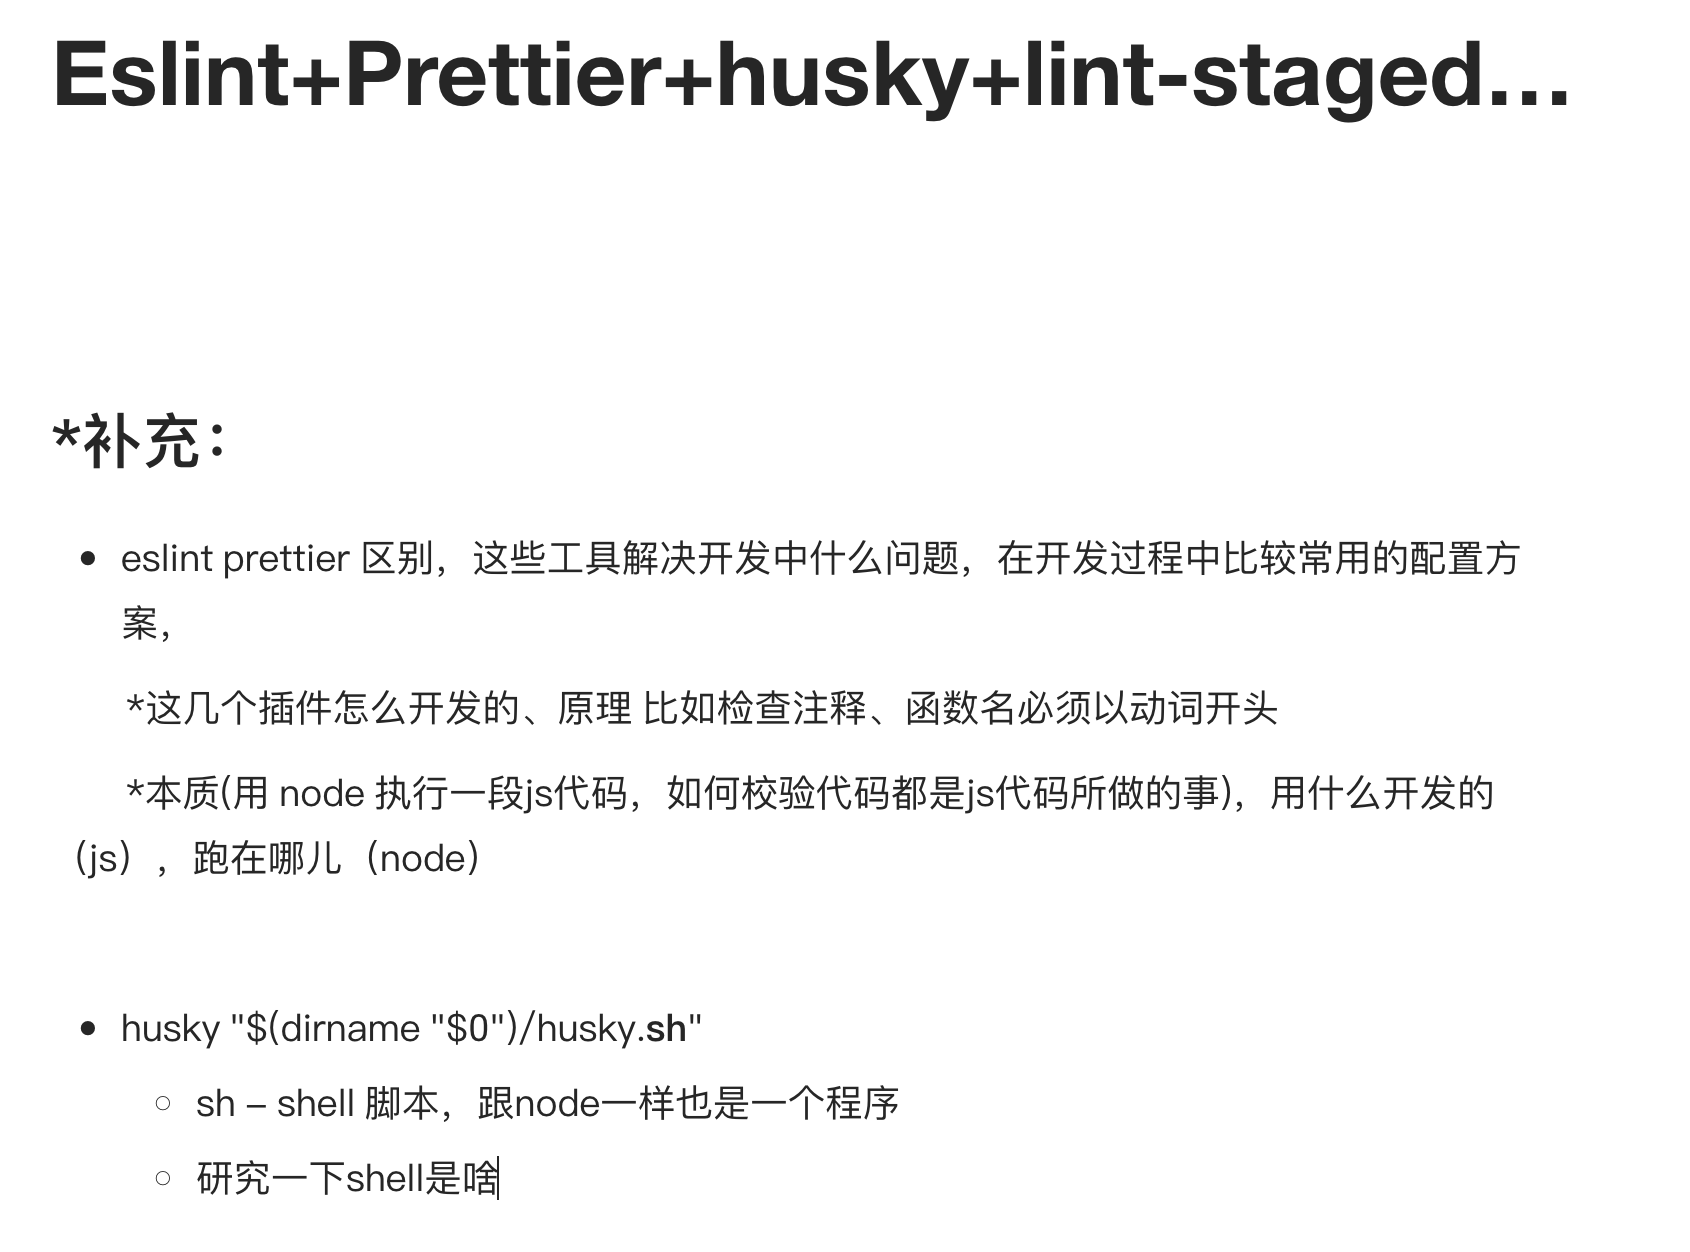 Eslint+Prettier+husky+lint-staged...
*补充：
eslint prettier 区别，这些工具解决开发中什么问题，在开发过程中比较常用的配置方
案，
*这几个插件怎么开发的、原理 比如检查注释、函数名必须以动词开头
*本质(用 node 执行一段js代码，如何校验代码都是js代码所做的事)，用什么开发的
（js），跑在哪儿（node）
husky "$(dirname "$0")/husky.sh"
sh – shell 脚本，跟node一样也是一个程序
研究一下shell是啥